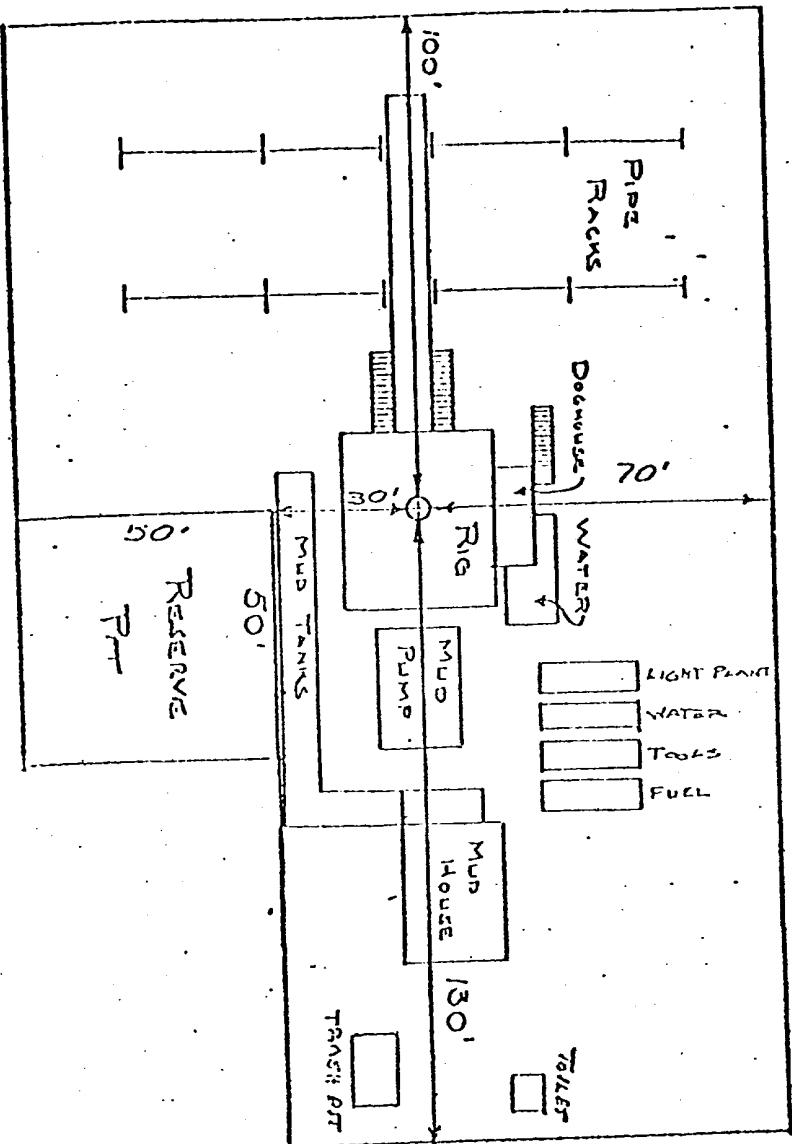 100'
PIPE
RACKS
DOGHOUSE
70'
30'
RIG
WATER
50'
RESERVE
PIT
50'
MUD TANKS
MUD
PUMP
LIGHT PLANT
WATER
TOOLS
FUEL
MUD
HOUSE
130'
TRASH PIT
TOILET